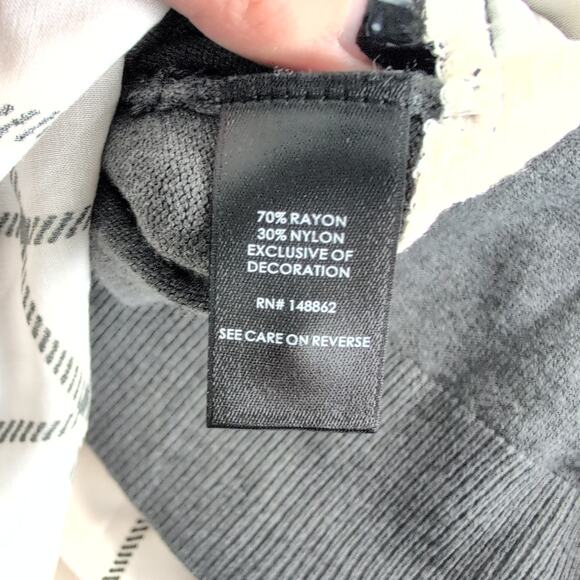 70% RAYON
30% NYLON
EXCLUSIVE OF
DECORATION
RN# 148862
SEE CARE ON REVERSE